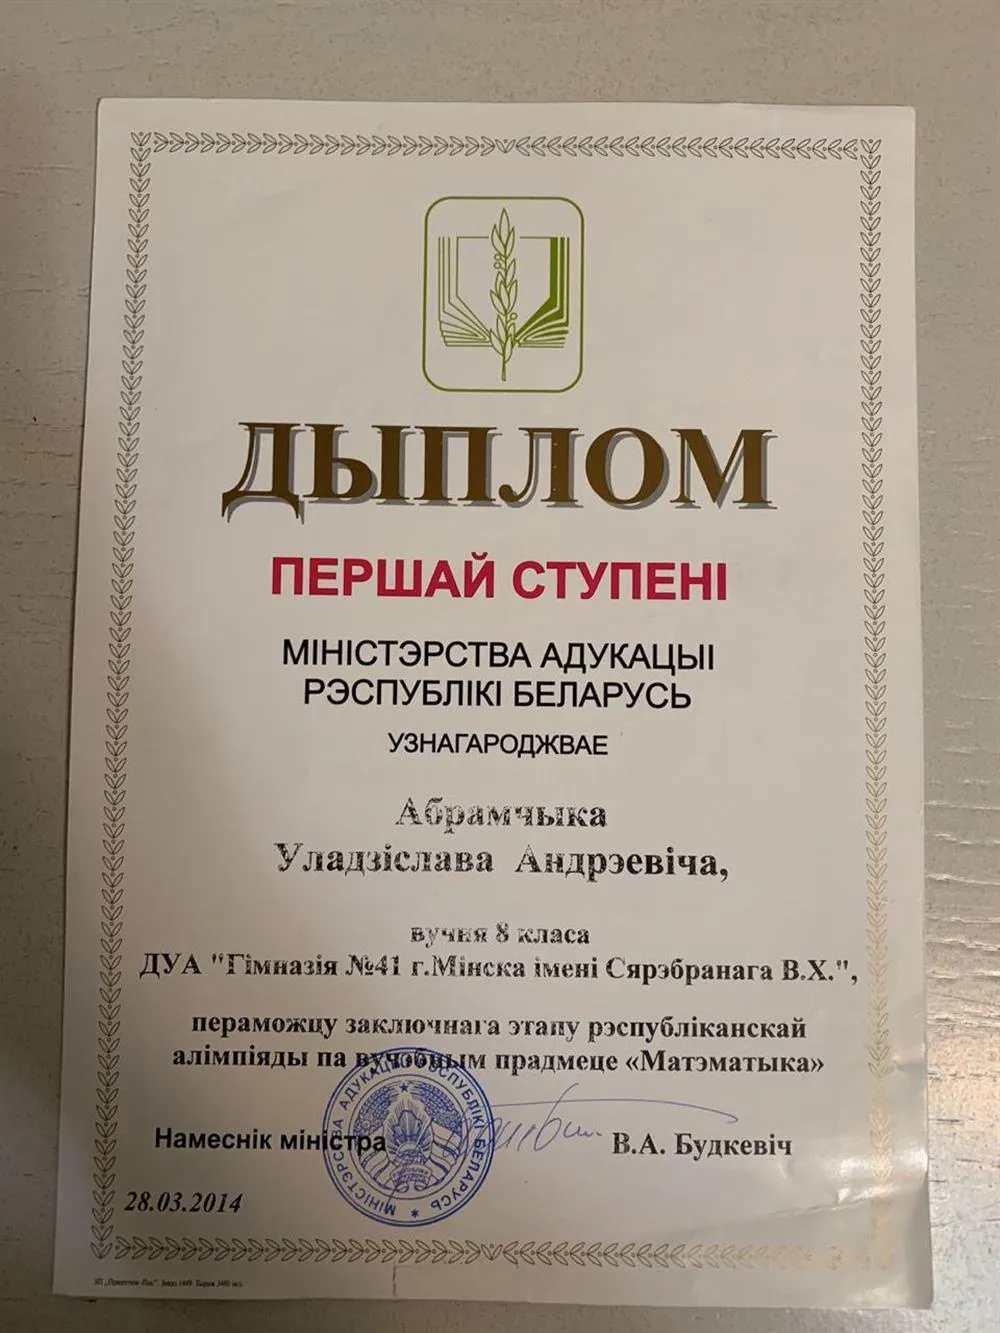 ДЫПЛОМ
ПЕРШАЙ СТУПЕНІ
МІНІСТЭРСТВА АДУКАЦЫІ
РЭСПУБЛІКІ БЕЛАРУСЬ
УЗНАГАРОДЖВАЕ
Абрамчыка
Уладзіслава Андрэевіча,
вучня 8 класа
ДУА "Гімназія №41 г.Мінска імені Сярэбранага В.Х.",
пераможцу заключнага этапу рэспубліканскай
алімпіяды па вучэбным прадмеце «Матэматыка»
Намеснік міністра В.А. Будкевіч
МІНІСТЭРСТВА АДУКАЦЫІ РЭСПУБЛІКІ БЕЛАРУСЬ
28.03.2014